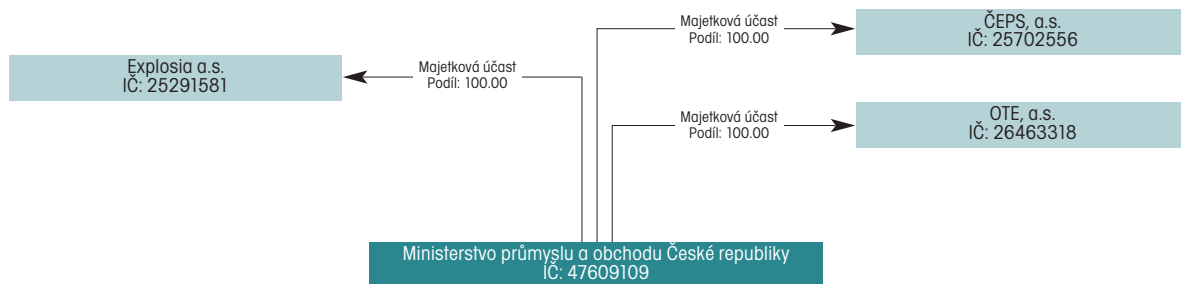 Majetková účast
Podíl: 100.00
ČEPS, a.s.
IČ: 25702556
Explosia a.s.
IČ: 25291581
Majetková účast
Podíl: 100.00
Majetková účast
Podíl: 100.00
OTE, a.s.
IČ: 26463318
Ministerstvo průmyslu a obchodu České republiky
IČ: 47609109